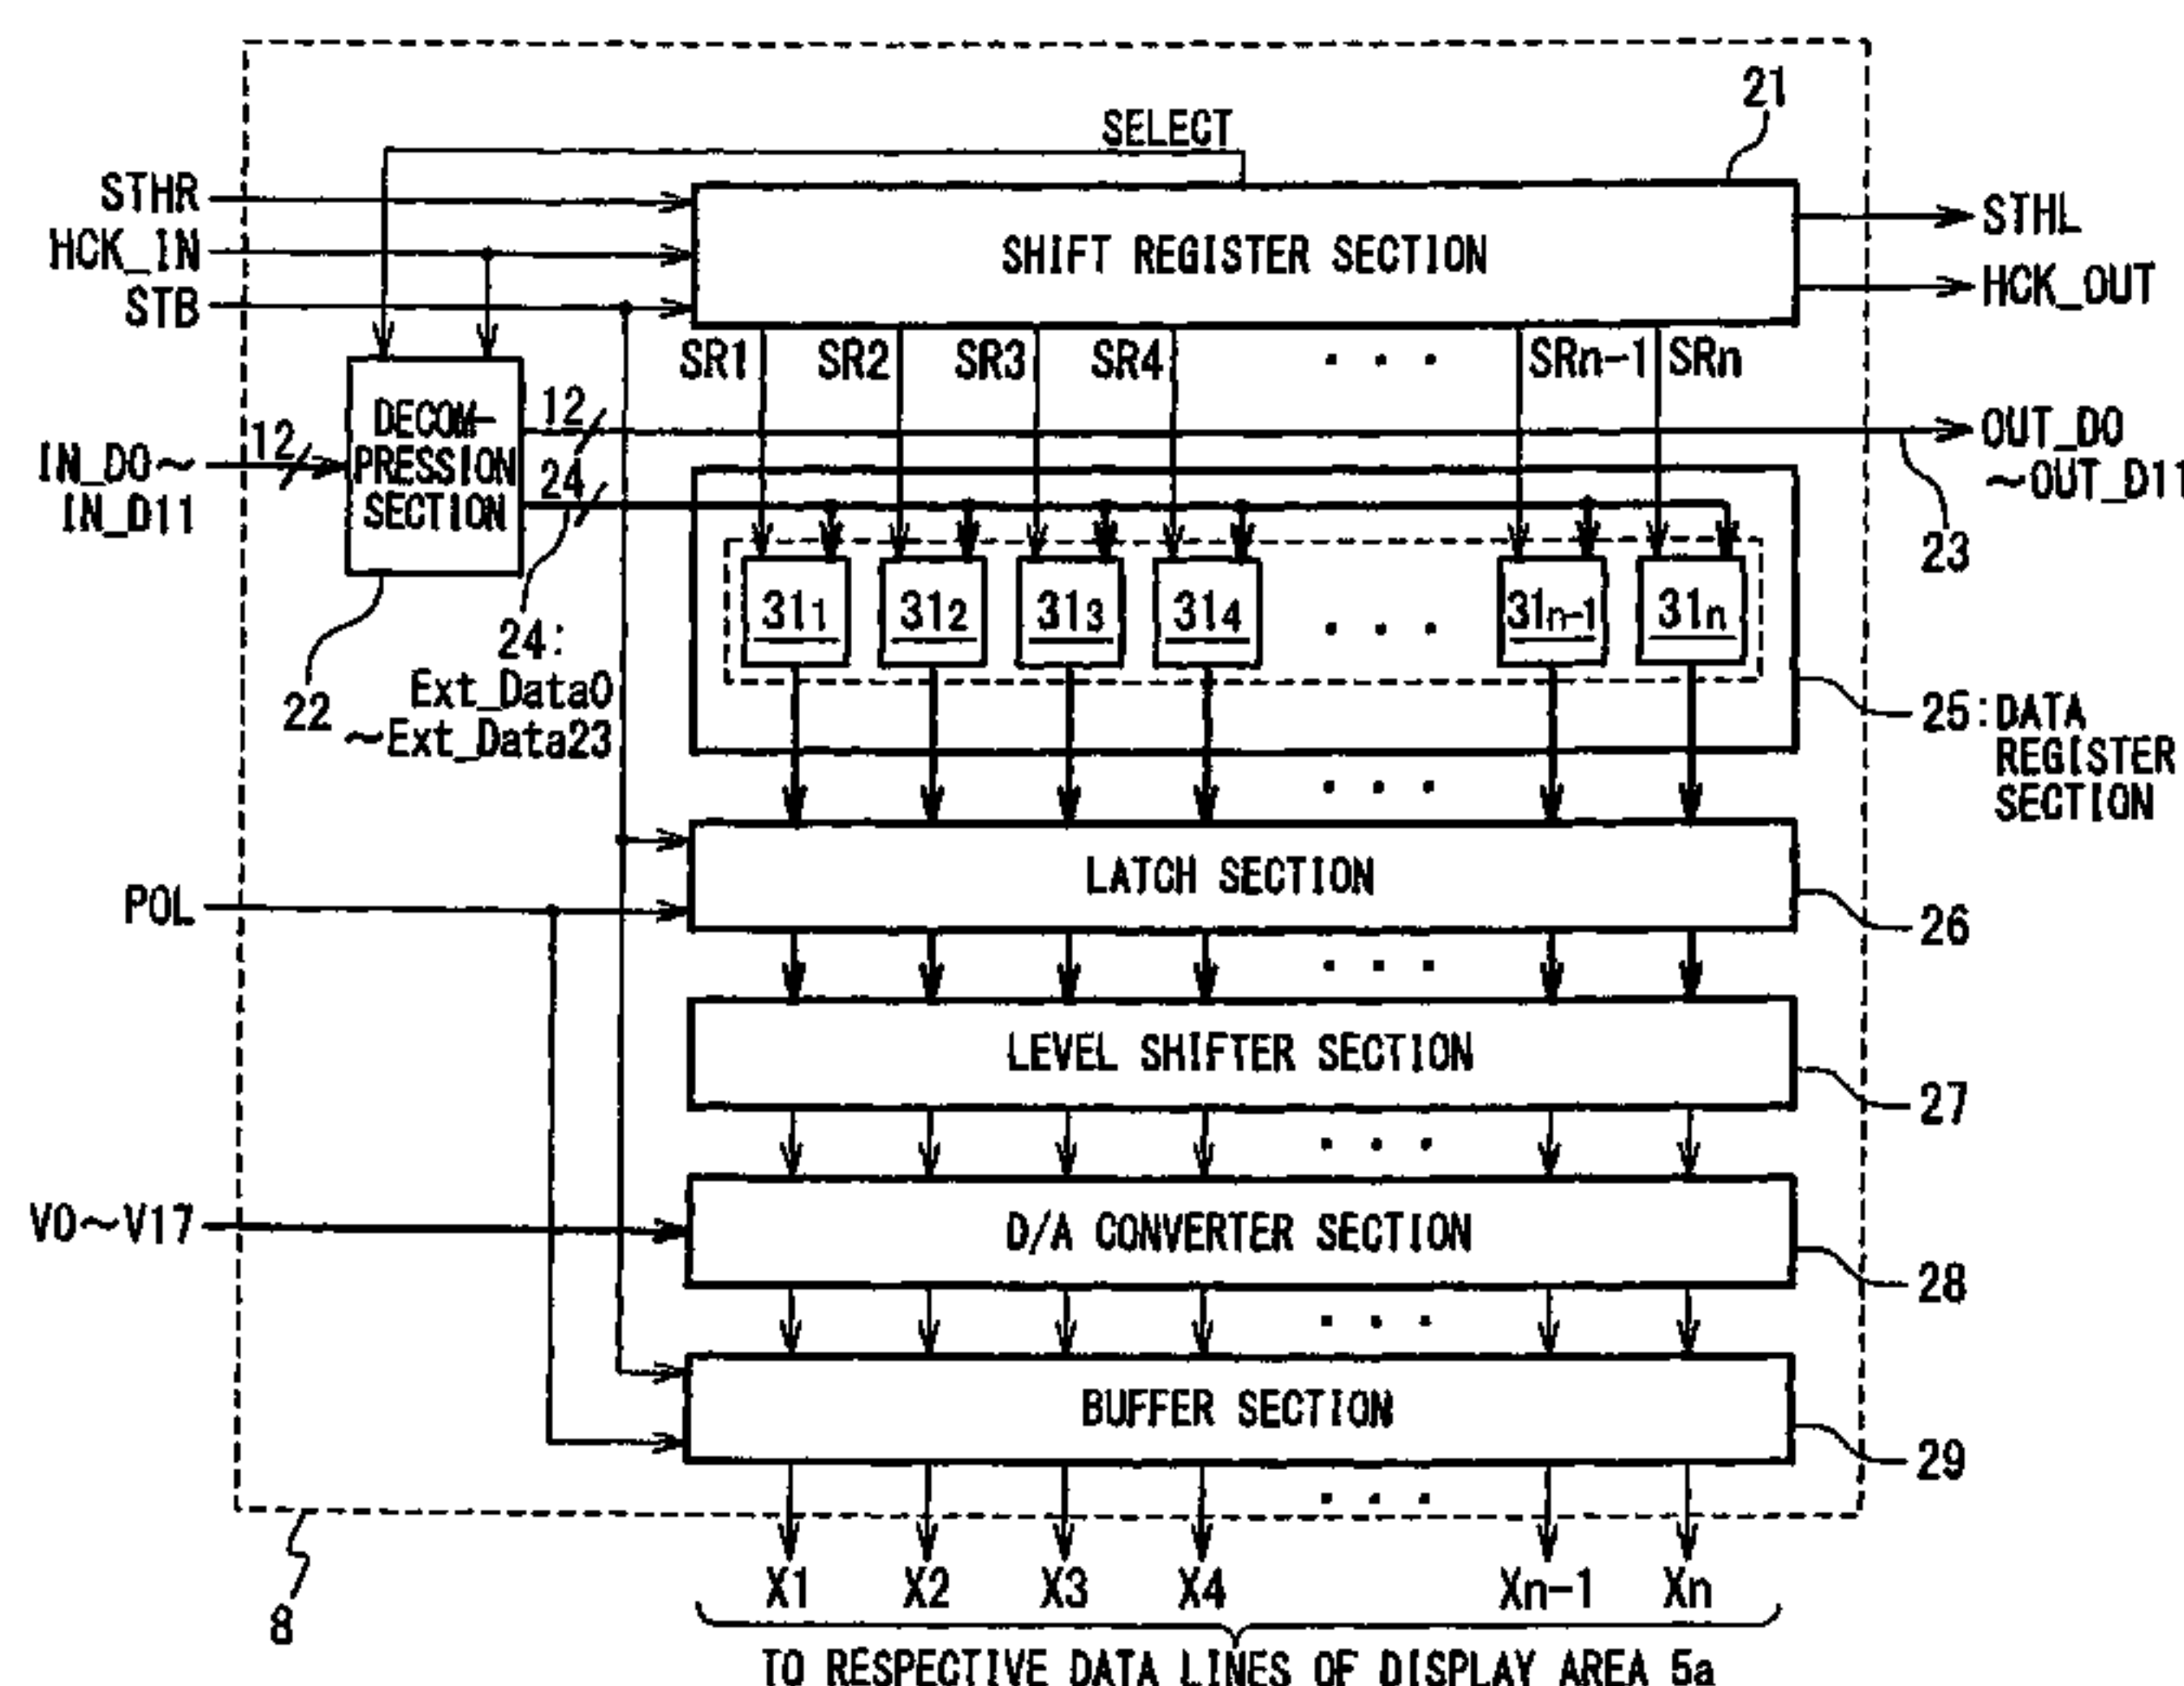 21
SELECT
STHR
HCK_IN
STB
SHIFT REGISTER SECTION
STHL
HCK_OUT
SR1
SR2
SR3
SR4
. . .
SRn-1
SRn
IN_D0~
IN_D11
12
DECOM-
PRESSION
SECTION
12
24
OUT_D0
~OUT_D11
23
31₁
31₂
31₃
31₄
. . .
31n-1
31n
22
24:
Ext_Data0
~Ext_Data23
25:DATA
REGISTER
SECTION
. . .
POL
LATCH SECTION
26
. . .
LEVEL SHIFTER SECTION
27
. . .
V0~V17
D/A CONVERTER SECTION
28
. . .
BUFFER SECTION
29
. . .
8
X1
X2
X3
X4
Xn-1
Xn
TO RESPECTIVE DATA LINES OF DISPLAY AREA 5a